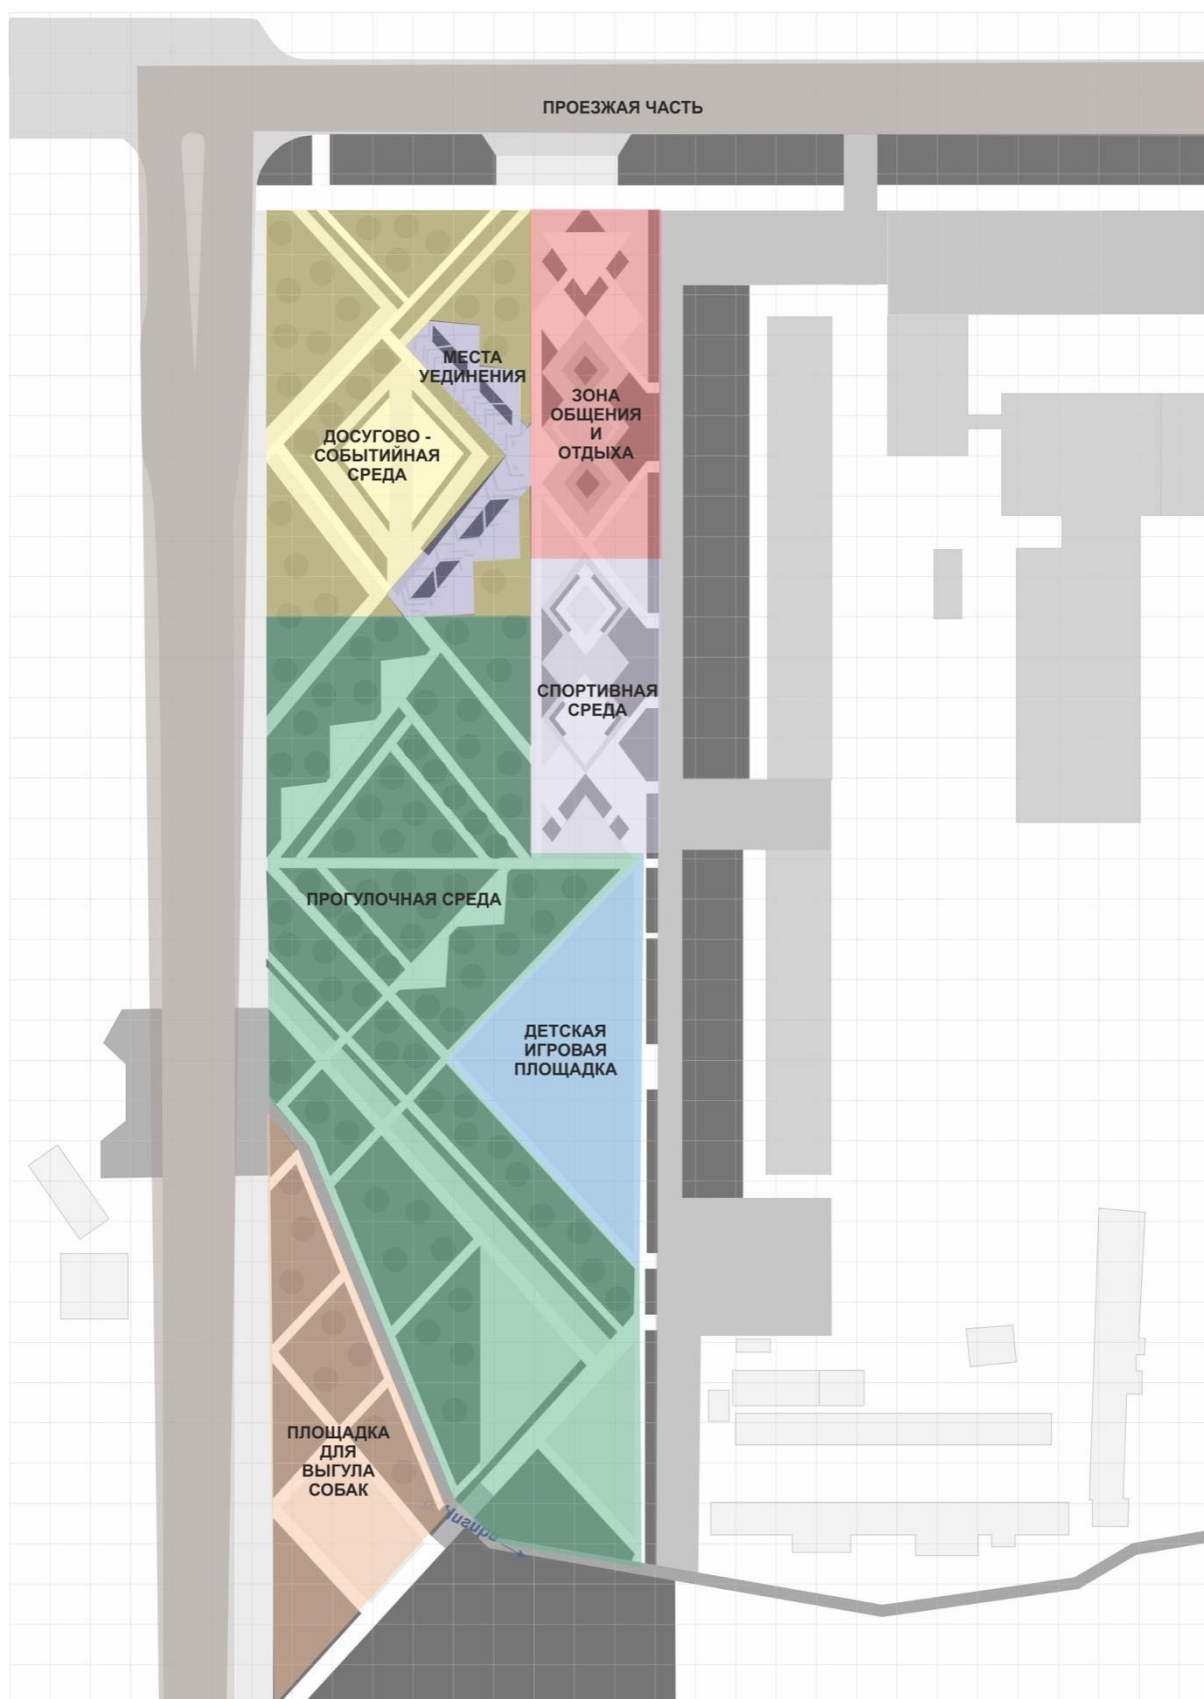 ПРОЕЗЖАЯ ЧАСТЬ
МЕСТА
УЕДИНЕНИЯ
ЗОНА
ОБЩЕНИЯ
И
ОТДЫХА
ДОСУГОВО -
СОБЫТИЙНАЯ
СРЕДА
СПОРТИВНАЯ
СРЕДА
ПРОГУЛОЧНАЯ СРЕДА
ДЕТСКАЯ
ИГРОВАЯ
ПЛОЩАДКА
ПЛОЩАДКА
ДЛЯ
ВЫГУЛА
СОБАК